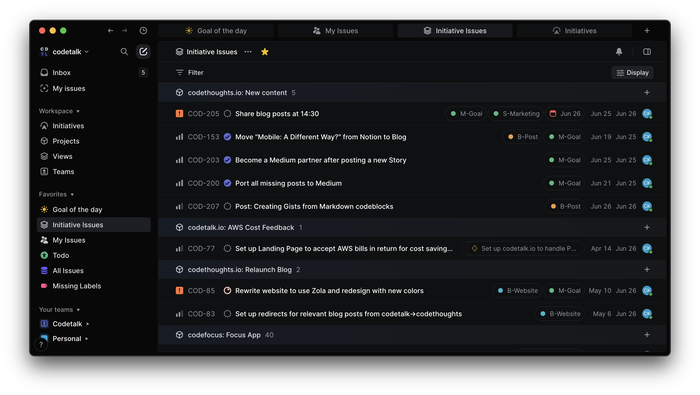 Goal of the day
My Issues
Initiative Issues
Initiatives
codetalk
Inbox 5
My issues
Workspace
Initiatives
Projects
Views
Teams
Favorites
Goal of the day
Initiative Issues
My Issues
Todo
All Issues
Missing Labels
Your teams
Codetalk
Personal
?
Initiative Issues
Filter
Display
codethoughts.io: New content 5
COD-205 Share blog posts at 14:30 M-Goal S-Marketing Jun 26 Jun 25 Jun 26
COD-153 Move "Mobile: A Different Way?" from Notion to Blog B-Post M-Goal Jun 19 Jun 25
COD-203 Become a Medium partner after posting a new Story M-Goal Jun 25 Jun 25
COD-200 Port all missing posts to Medium M-Goal Jun 21 Jun 25
COD-207 Post: Creating Gists from Markdown codeblocks B-Post Jun 26 Jun 26
codetalk.io: AWS Cost Feedback 1
COD-77 Set up Landing Page to accept AWS bills in return for cost saving... Set up codetalk.io to handle P... Apr 14 Jun 26
codethoughts.io: Relaunch Blog 2
COD-85 Rewrite website to use Zola and redesign with new colors B-Website M-Goal May 10 Jun 26
COD-83 Set up redirects for relevant blog posts from codetalk→codethoughts B-Website May 6 Jun 26
codefocus: Focus App 40